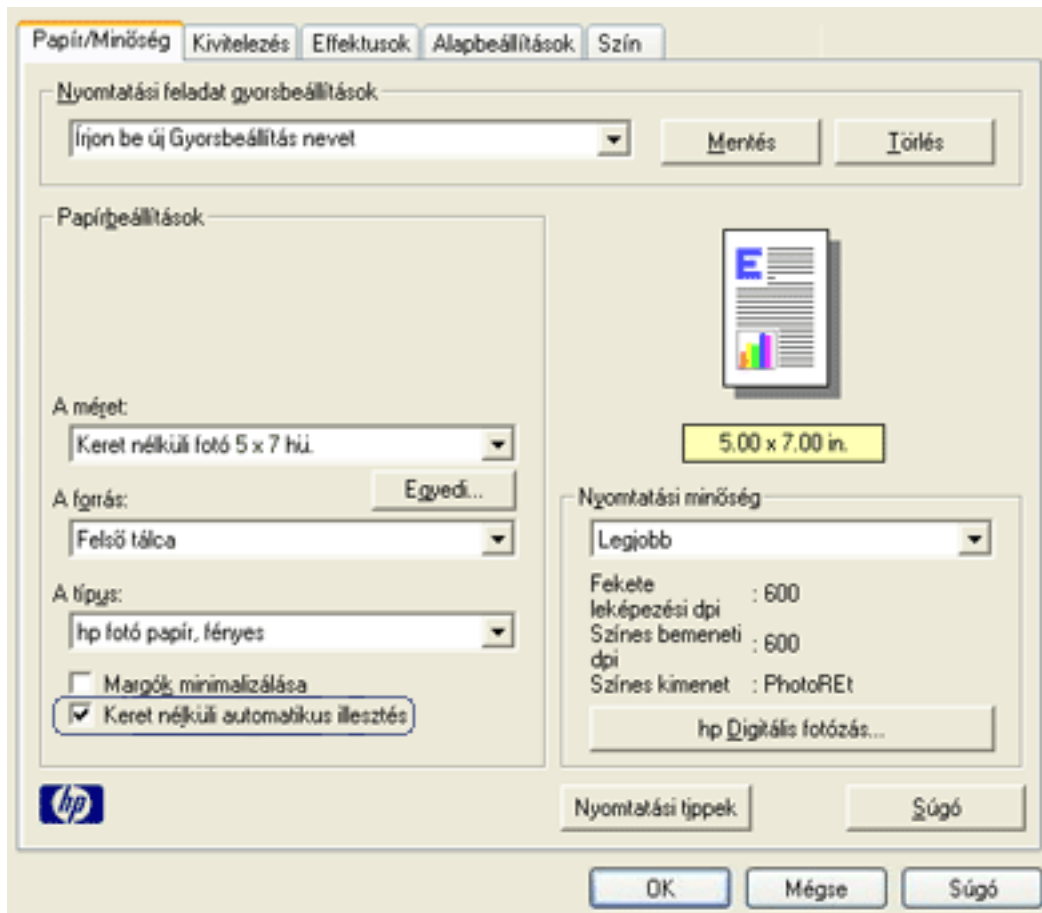 Papír/Minőség Kivitelezés Effektusok Alapbeállítások Szín
Nyomtatási feladat gyorsbeállítások
Írjon be új Gyorsbeállítás nevet
Mentés
Törlés
Papírbeállítások
A méret:
Keret nélküli fotó 5 x 7 hü.
Egyedi...
A forrás:
Felső tálca
A típus:
hp fotó papír, fényes
Margók minimalizálása
Keret nélküli automatikus illesztés
E
5.00 x 7.00 in.
Nyomtatási minőség
Legjobb
Fekete
leképezési dpi : 600
Színes bemeneti
dpi : 600
Színes kimenet : PhotoREt
hp Digitális fotózás...
hp
Nyomtatási tippek
Súgó
OK
Mégse
Súgó